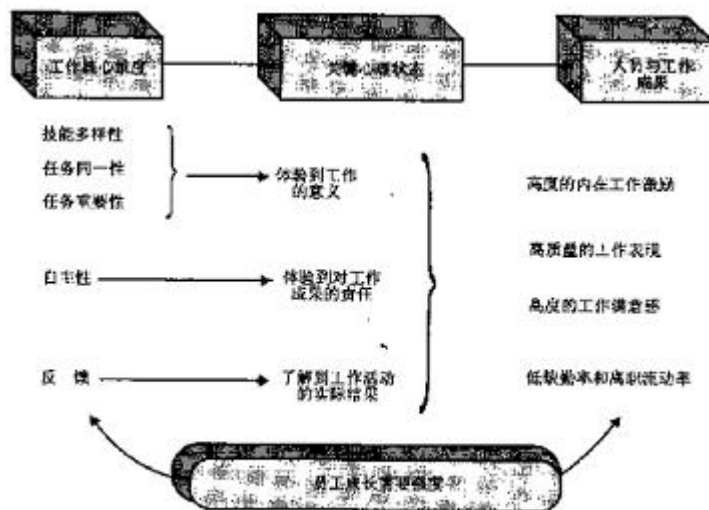 工作核心维度
关键心理状态
人员与工作
成果
技能多样性
任务同一性
任务重要性
体验到工作
的意义
高度的内在工作激励
高质量的工作表现
自主性
体验到对工作
成果的责任
高度的工作满意感
反 馈
了解到工作活动
的实际结果
低缺勤率和离职流动率
员工成长需要强度